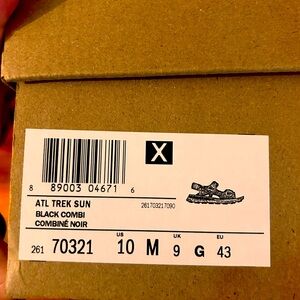 X
8 89003 04671 6
ATL TREK SUN 261703217090
BLACK COMBI
COMBINÉ NOIR
US UK EU
261 70321 10 M 9 G 43